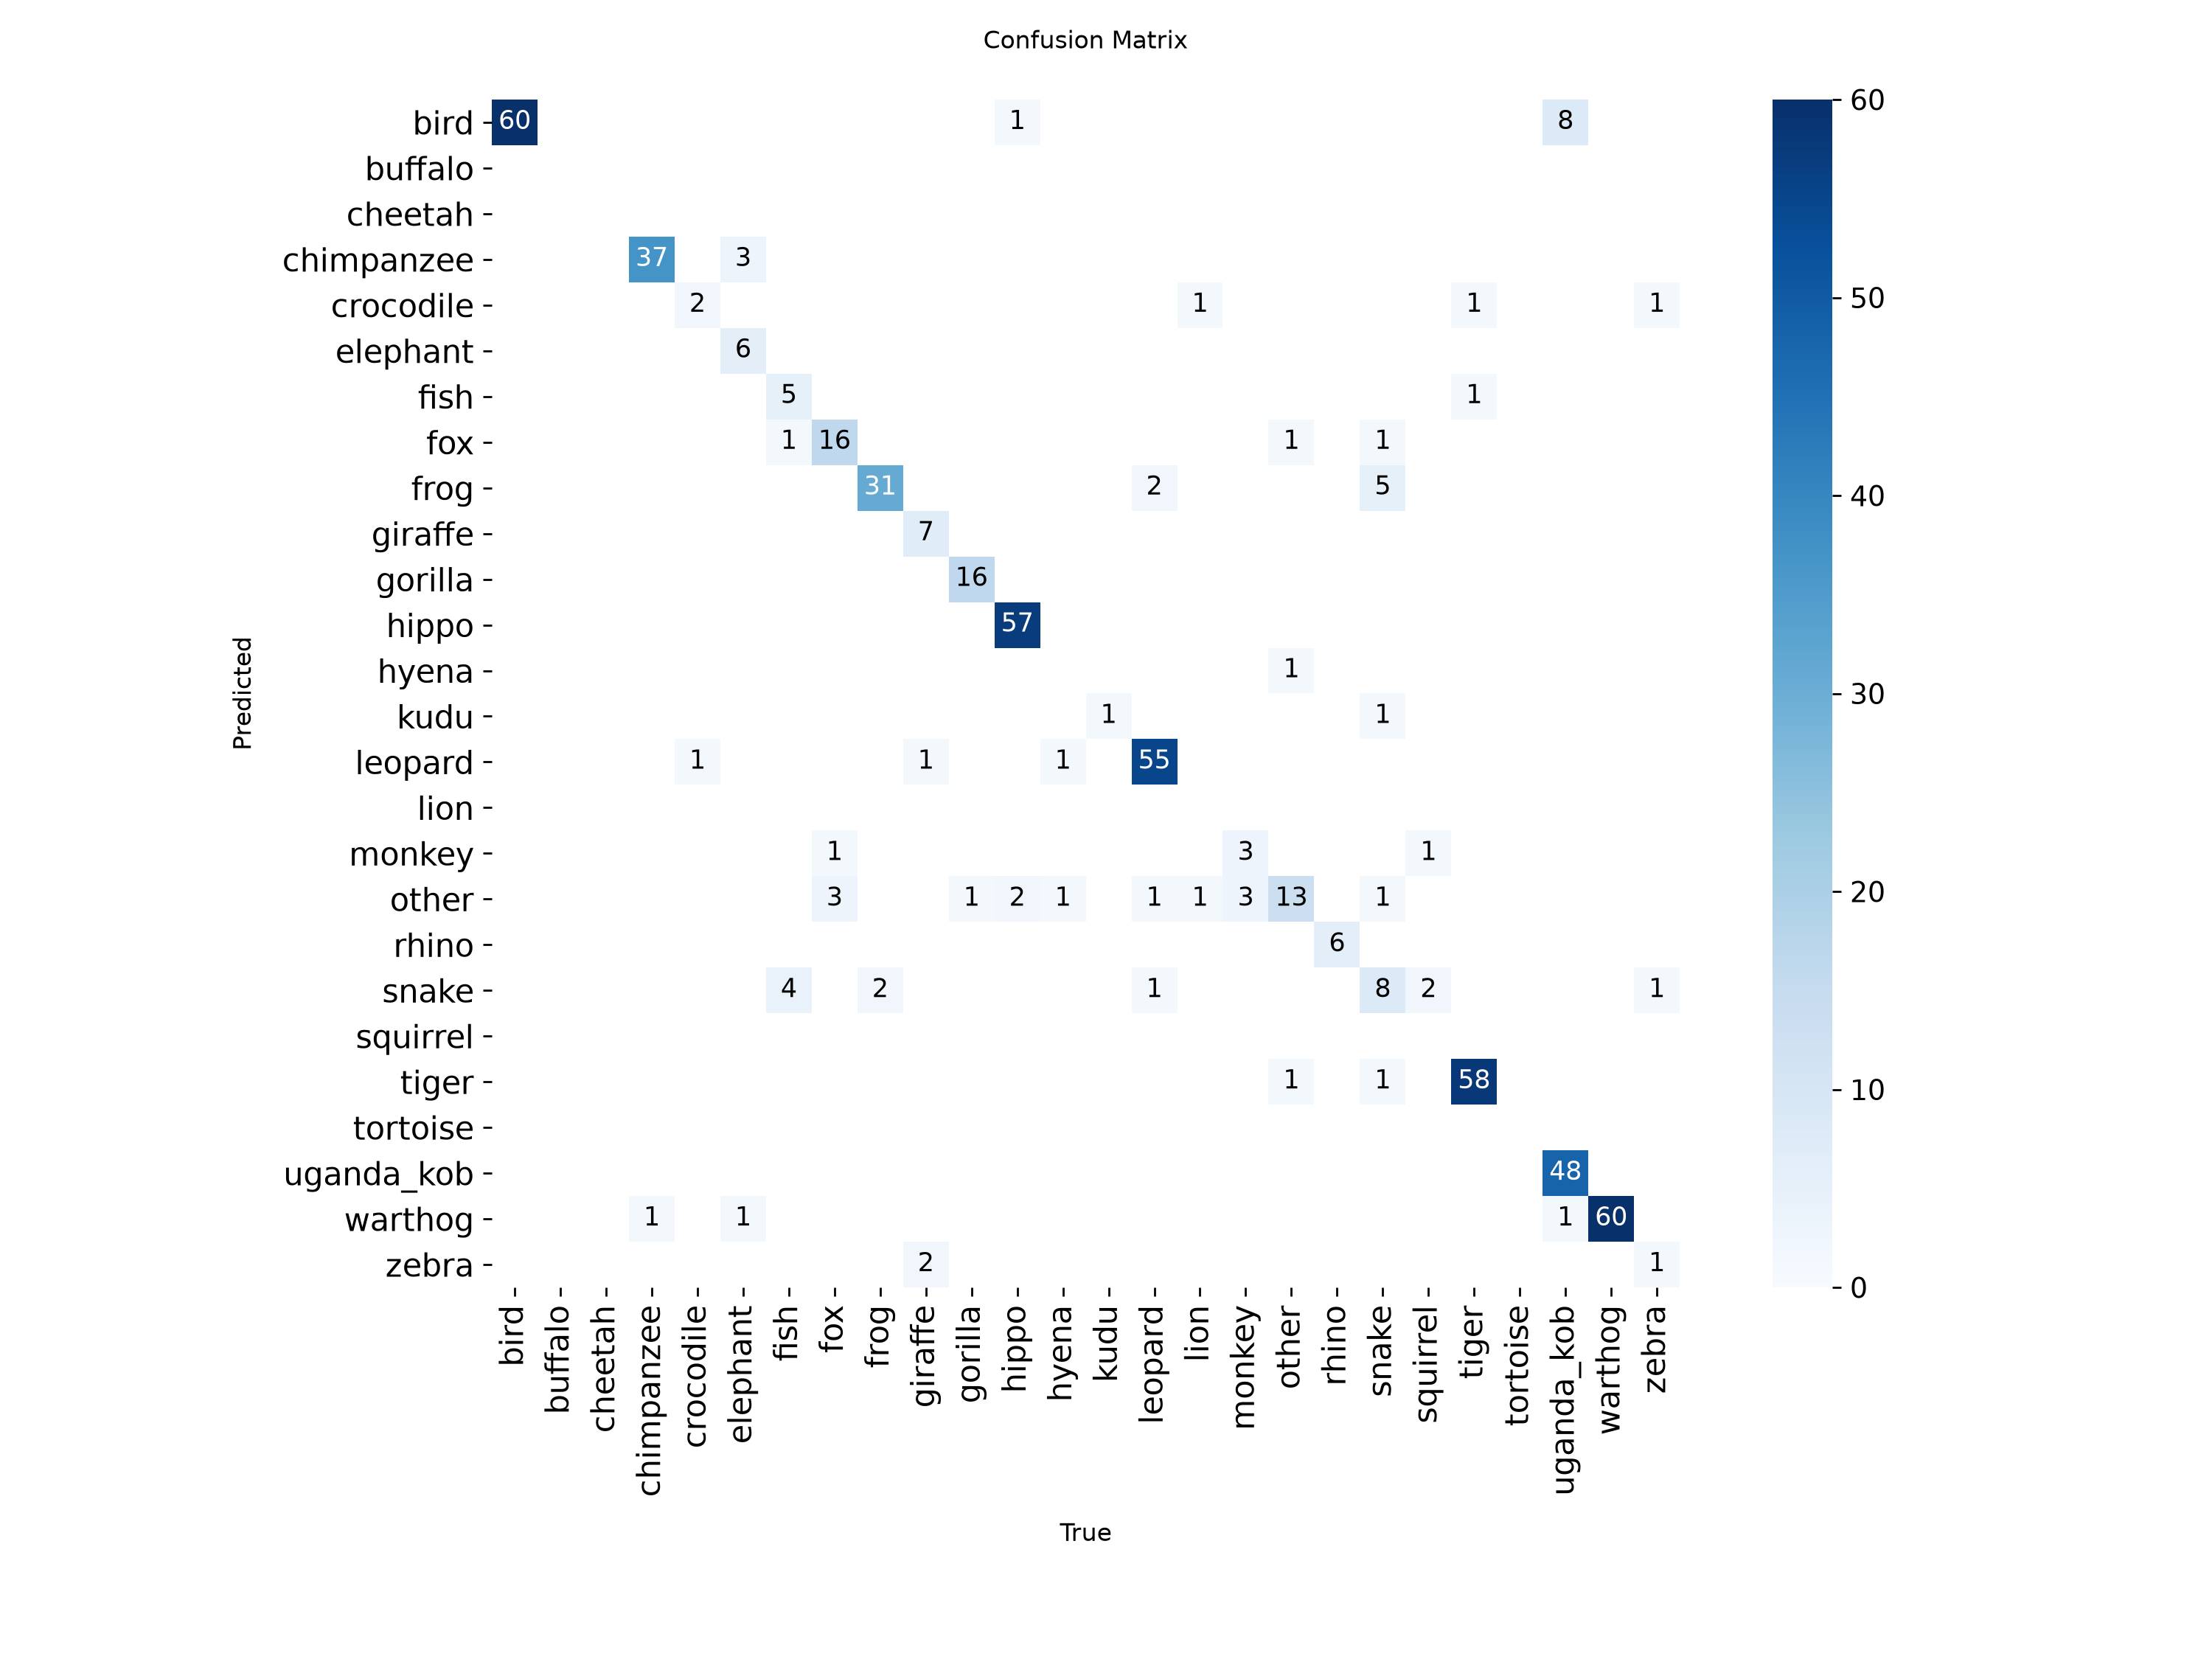 Confusion Matrix
bird 60 1 8
buffalo
cheetah
chimpanzee 37 3
crocodile 2 1 1 1
elephant 6
fish 5 1
fox 1 16 1 1
frog 31 2 5
giraffe 7
gorilla 16
hippo 57
hyena 1
kudu 1 1
leopard 1 1 1 55
lion
monkey 1 3 1
other 3 1 2 1 1 1 3 13 1
rhino 6
snake 4 2 1 8 2 1
squirrel
tiger 1 1 58
tortoise
uganda_kob 48
warthog 1 1 1 60
zebra 2 1
Predicted
bird buffalo cheetah chimpanzee crocodile elephant fish fox frog giraffe gorilla hippo hyena kudu leopard lion monkey other rhino snake squirrel tiger tortoise uganda_kob warthog zebra
True
60
50
40
30
20
10
0